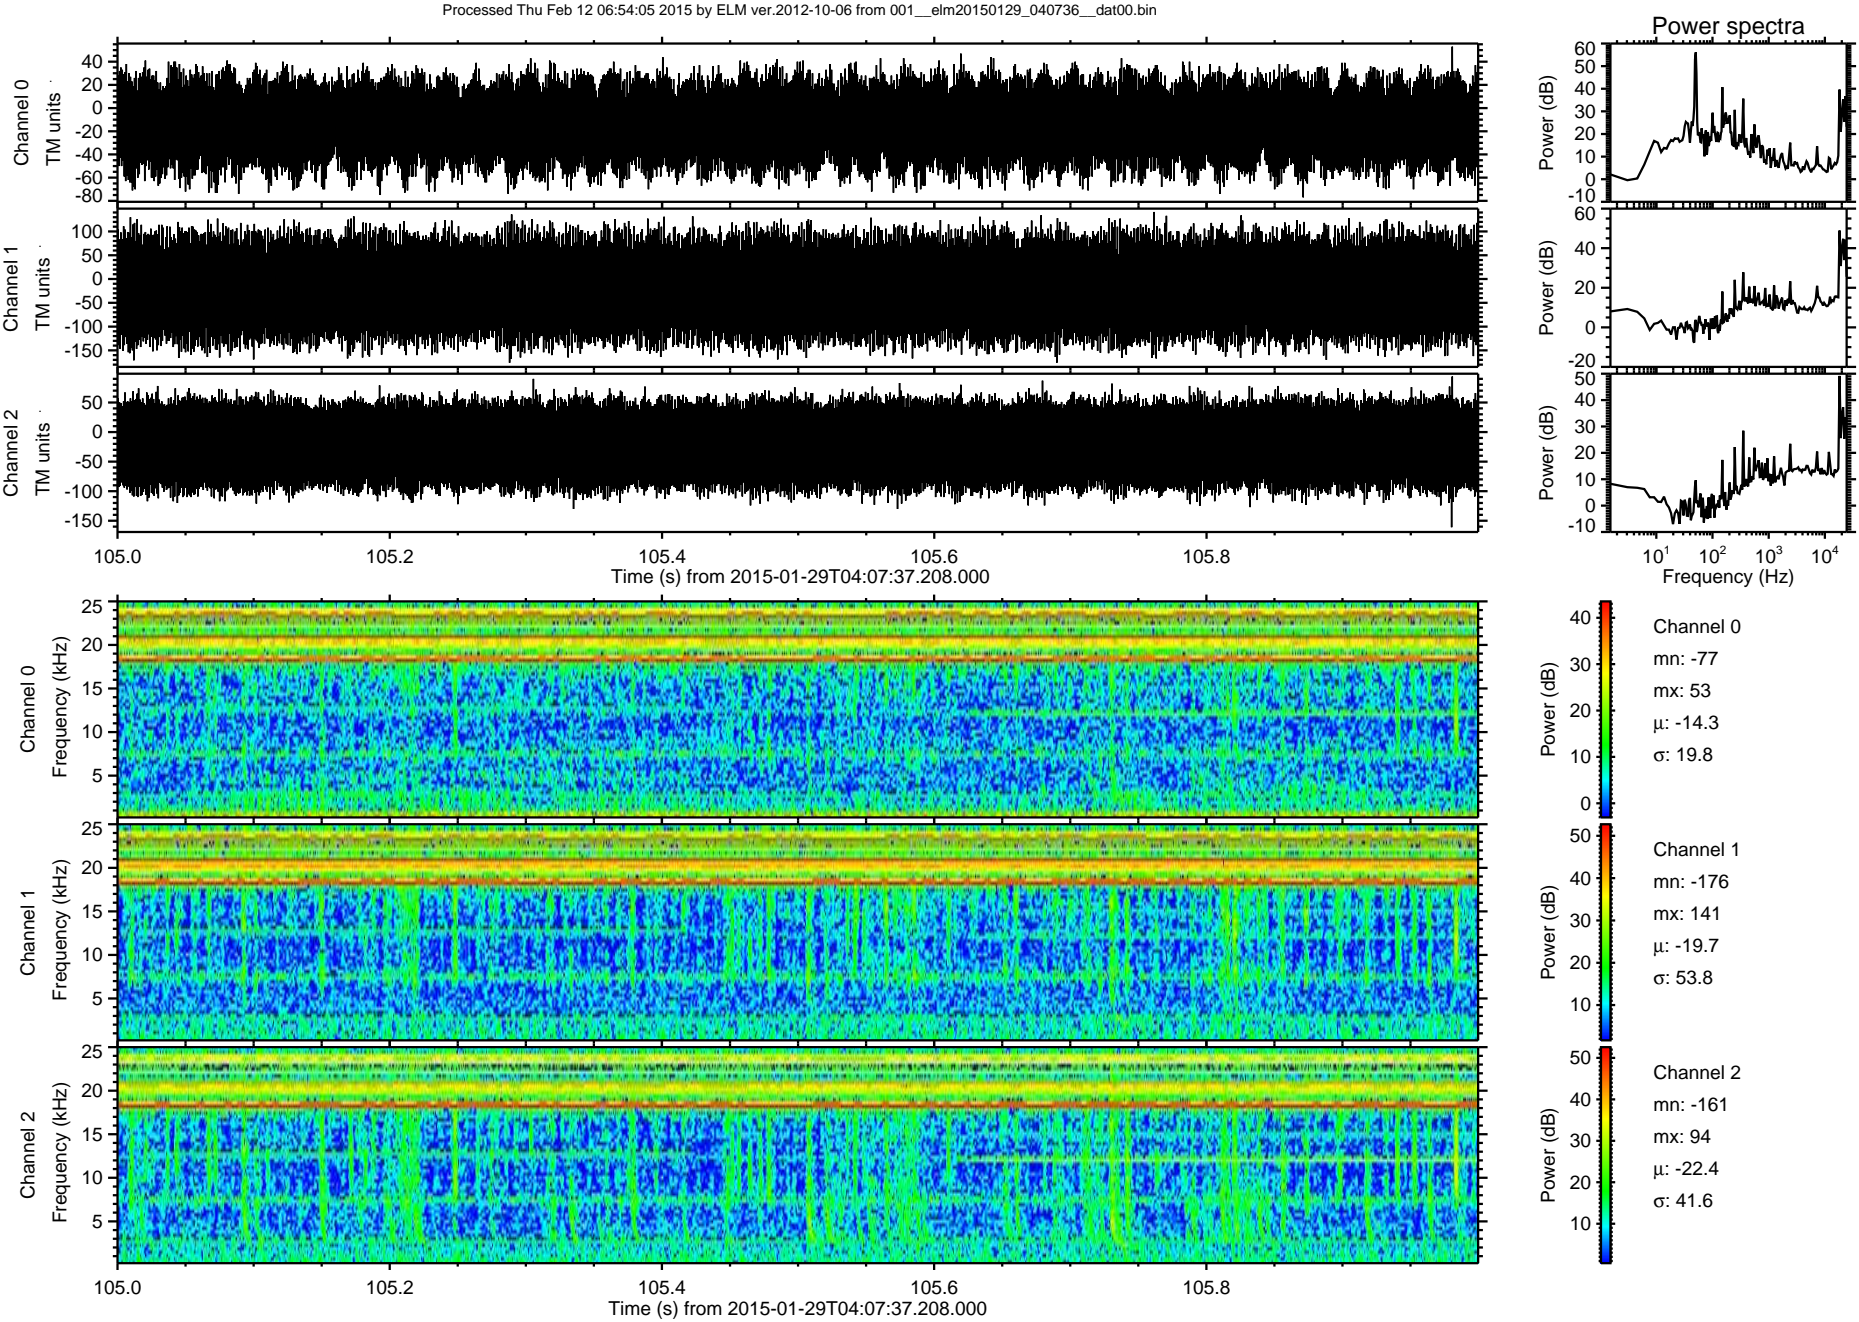 Processed Thu Feb 12 06:54:05 2015 by ELM ver.2012-10-06 from 001__elm20150129_040736__dat00.bin
Power spectra
Channel 0
TM units
40
20
0
-20
-40
-60
-80
Power (dB)
60
50
40
30
20
10
0
-10
Channel 1
TM units
100
50
0
-50
-100
-150
Power (dB)
60
40
20
0
-20
Channel 2
TM units
50
0
-50
-100
-150
Power (dB)
50
40
30
20
10
0
-10
105.0 105.2 105.4 105.6 105.8
Time (s) from 2015-01-29T04:07:37.208.000
10¹ 10² 10³ 10⁴
Frequency (Hz)
Channel 0
Frequency (kHz)
25
20
15
10
5
Power (dB)
40
30
20
10
0
Channel 0
mn: -77
mx: 53
μ: -14.3
σ: 19.8
Channel 1
Frequency (kHz)
25
20
15
10
5
Power (dB)
50
40
30
20
10
Channel 1
mn: -176
mx: 141
μ: -19.7
σ: 53.8
Channel 2
Frequency (kHz)
25
20
15
10
5
Power (dB)
50
40
30
20
10
Channel 2
mn: -161
mx: 94
μ: -22.4
σ: 41.6
105.0 105.2 105.4 105.6 105.8
Time (s) from 2015-01-29T04:07:37.208.000